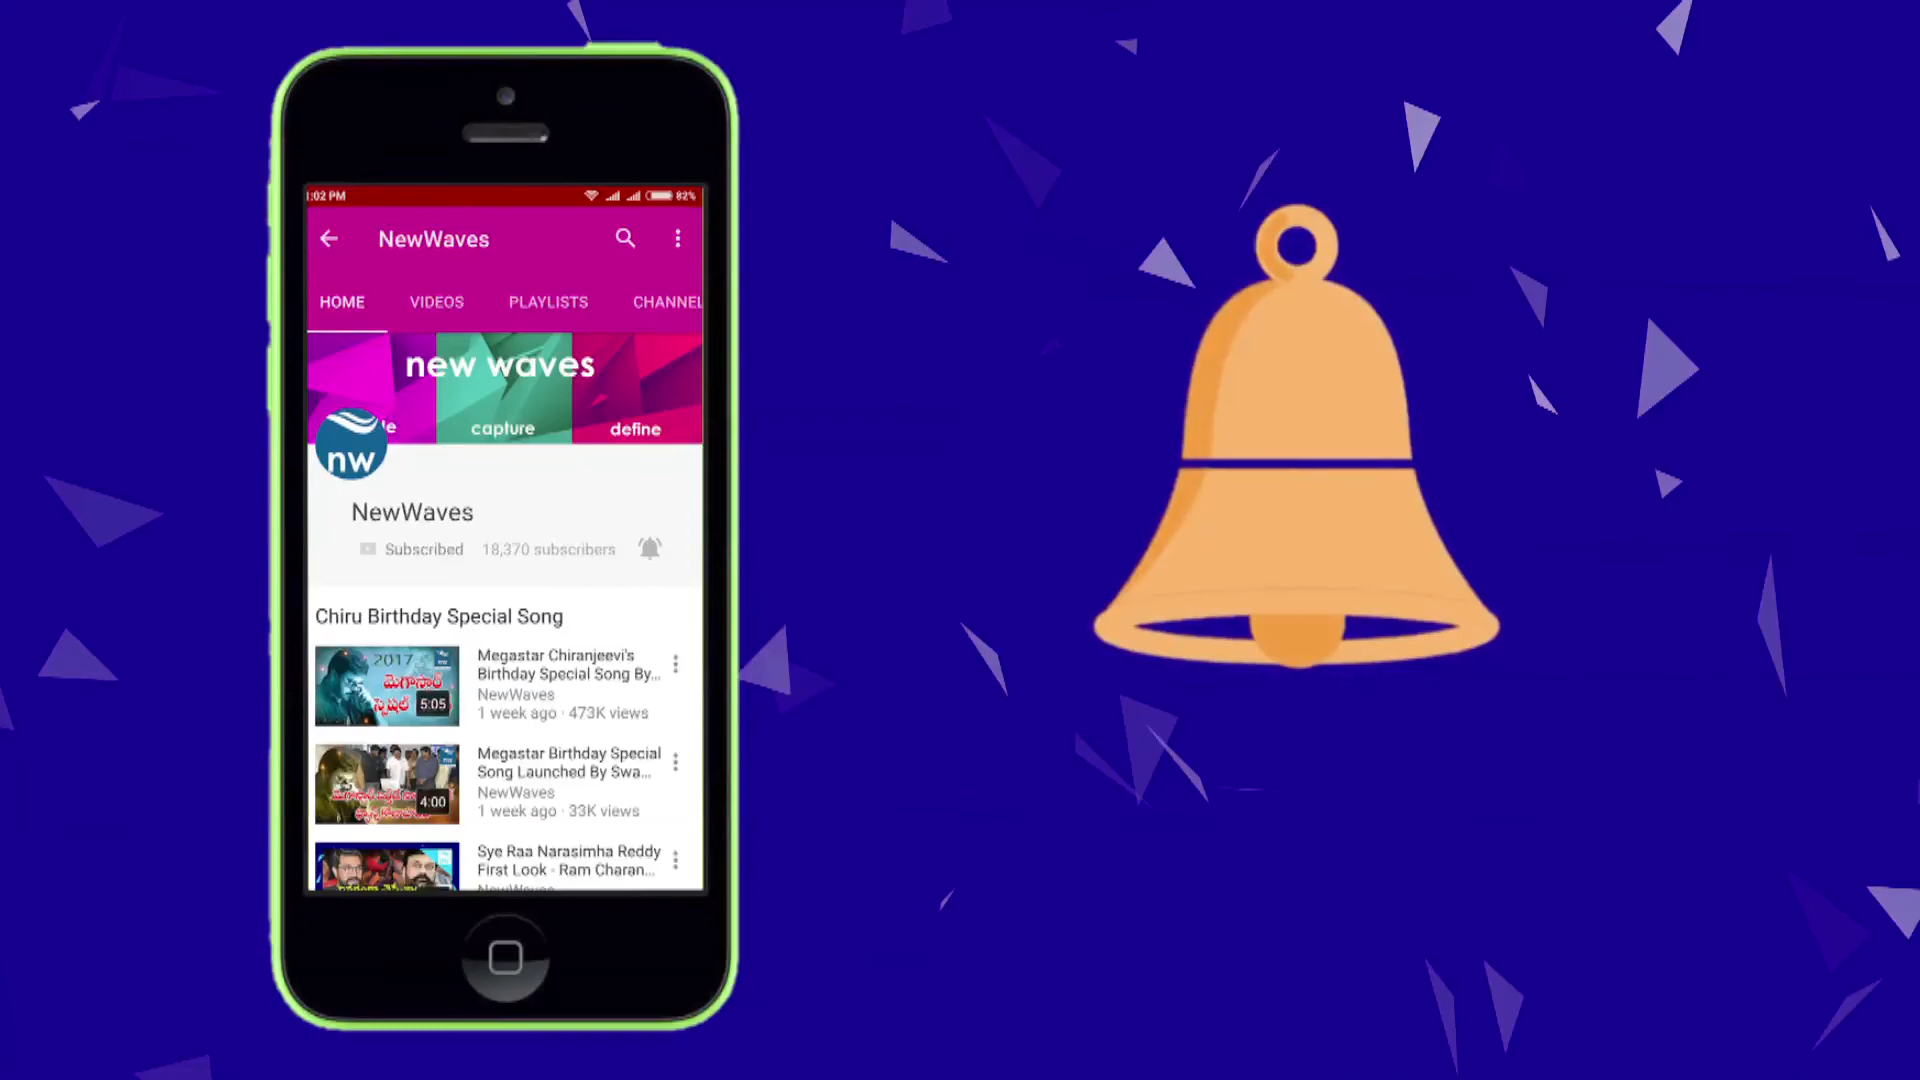 1:02 PM
82%
NewWaves
HOME VIDEOS PLAYLISTS CHANNEL
new waves
capture define
nw
NewWaves
Subscribed 18,370 subscribers
Chiru Birthday Special Song
2017
మెగాస్టార్
స్పెషల్
5:05
Megastar Chiranjeevi's
Birthday Special Song By...
NewWaves
1 week ago · 473K views
4:00
Megastar Birthday Special
Song Launched By Swa...
NewWaves
1 week ago · 33K views
Sye Raa Narasimha Reddy
First Look - Ram Charan...
NewWaves